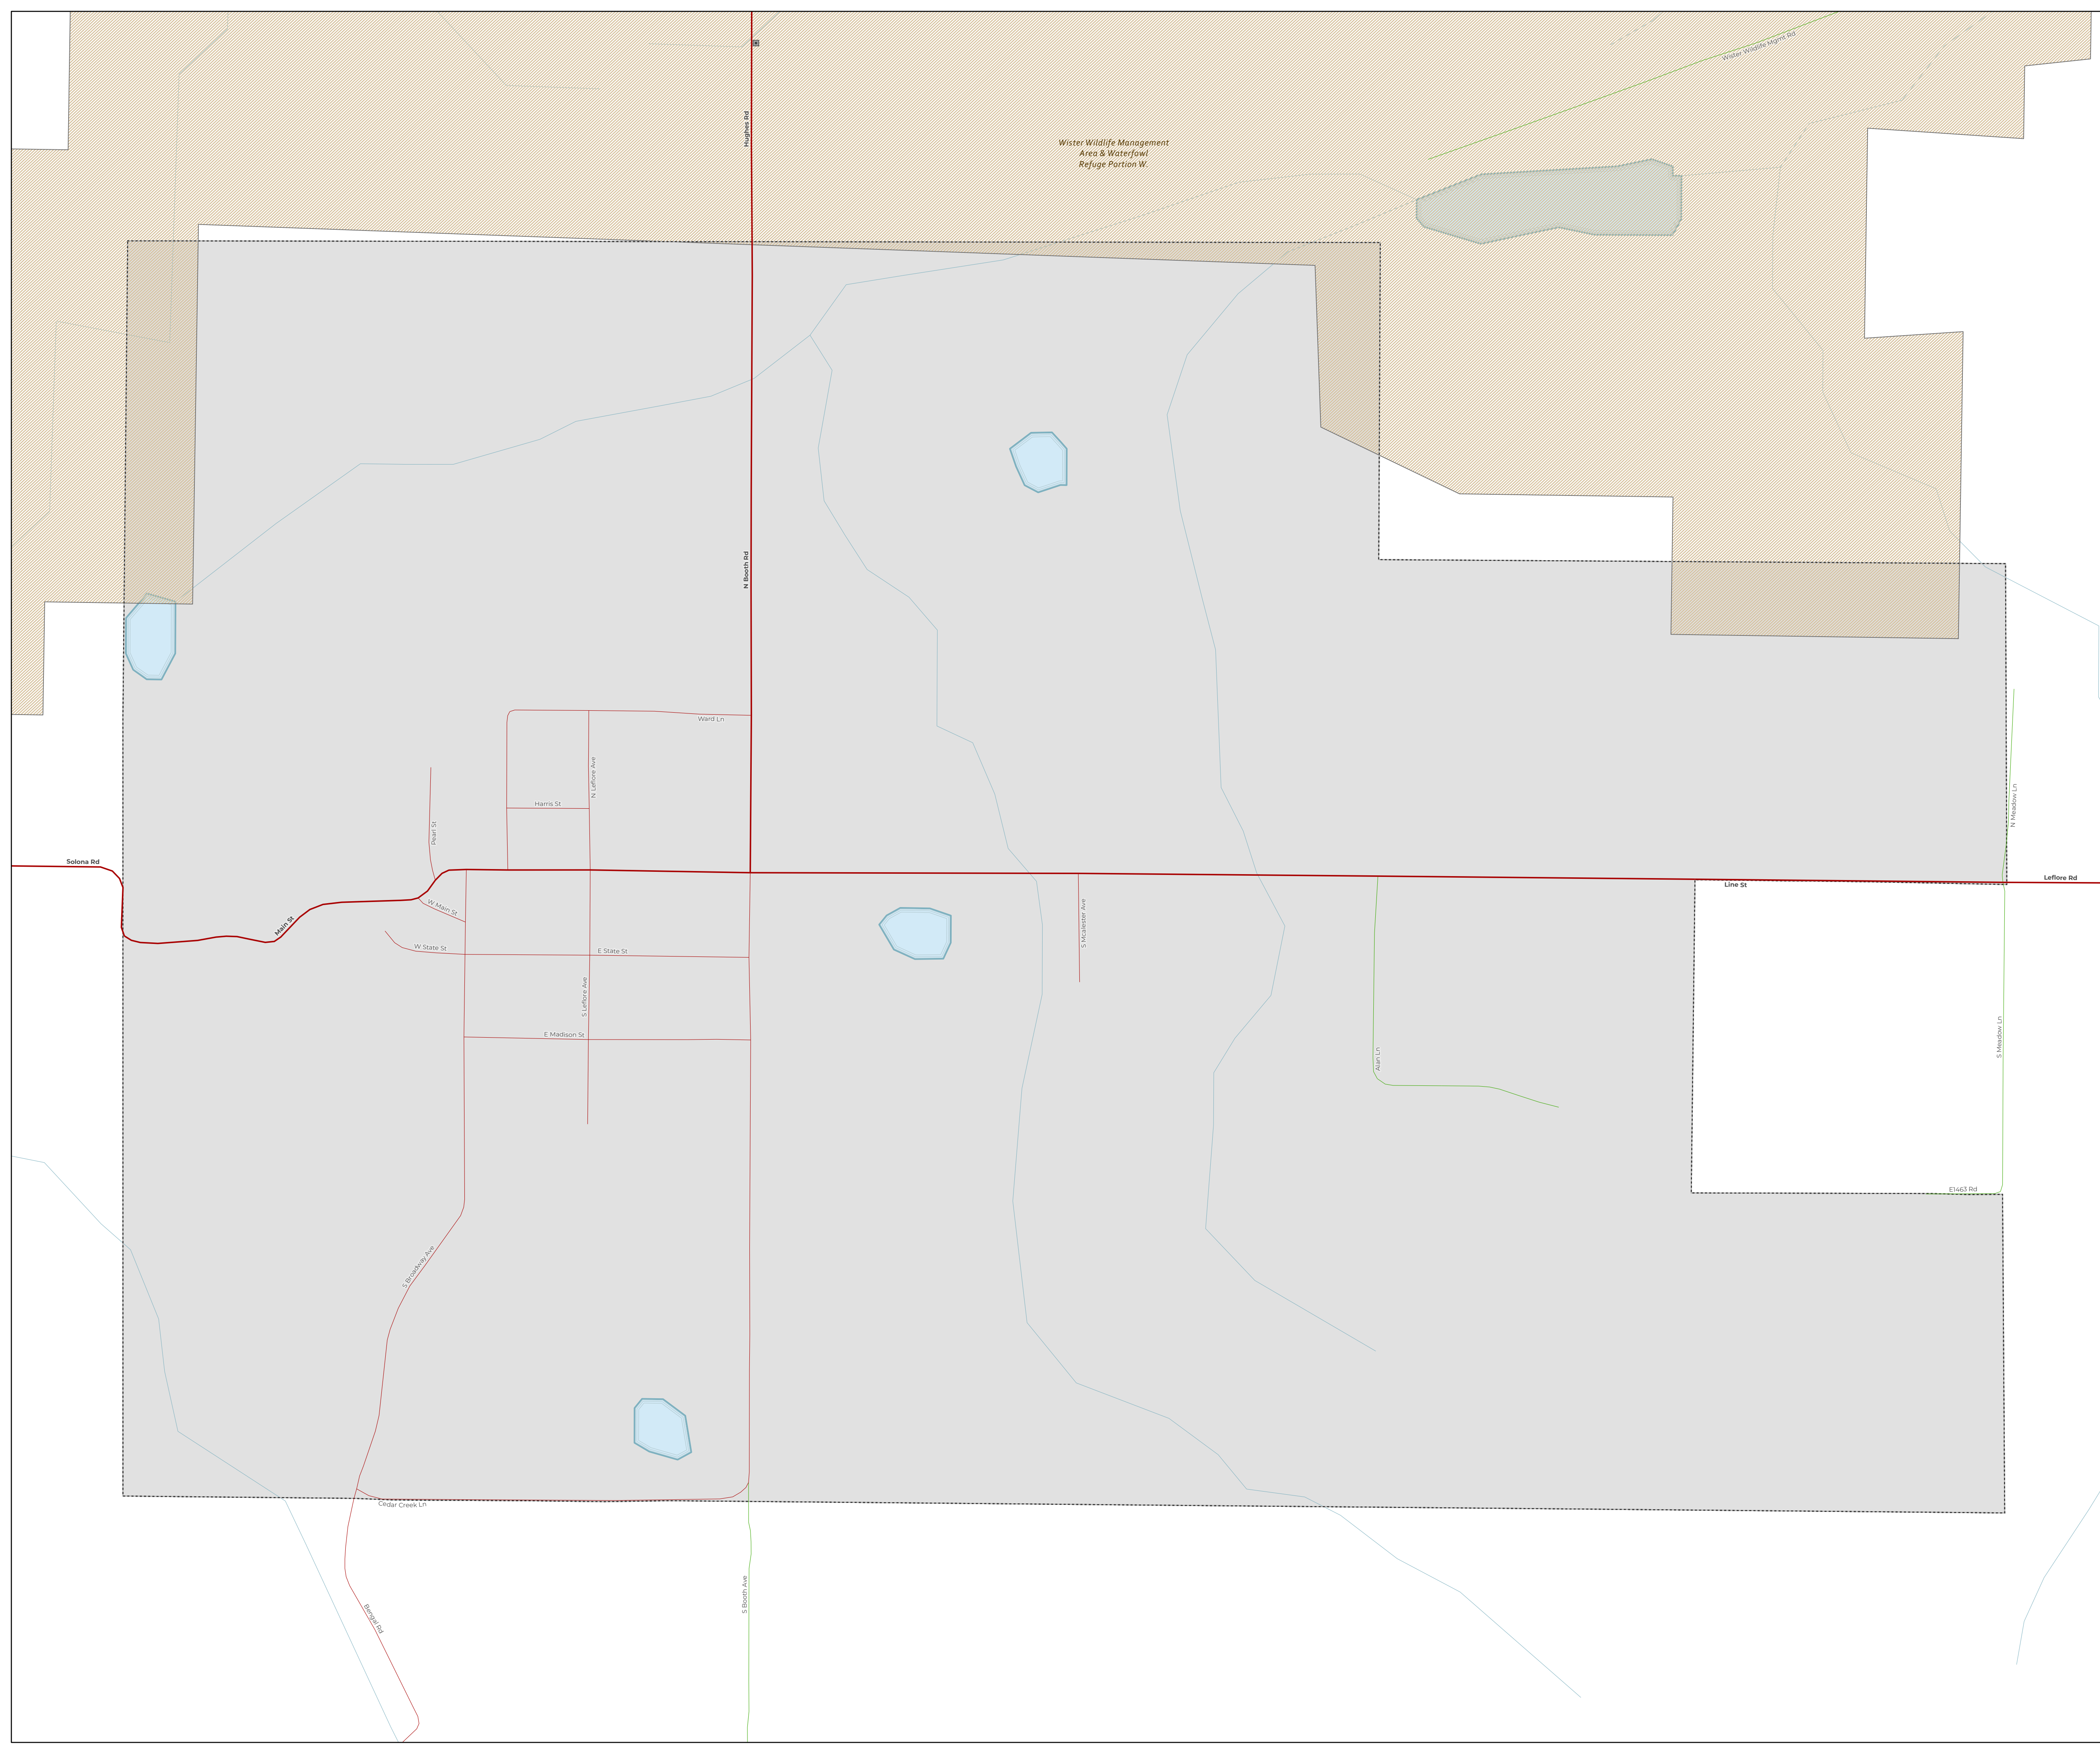 Wister Wildlife Mgmt Rd
Hughes Rd
Wister Wildlife Management
Area & Waterfowl
Refuge Portion W.
N Booth Rd
Ward Ln
N Leflore Ave
Harris St
Pearl St
N Meadow Ln
Solona Rd
Leflore Rd
Line St
W Main St
Main St
S Mcalester Ave
W State St
E State St
S Leflore Ave
E Madison St
S Meadow Ln
Alan Ln
E1463 Rd
S Broadway Ave
Cedar Creek Ln
S Booth Ave
Bengal Rd